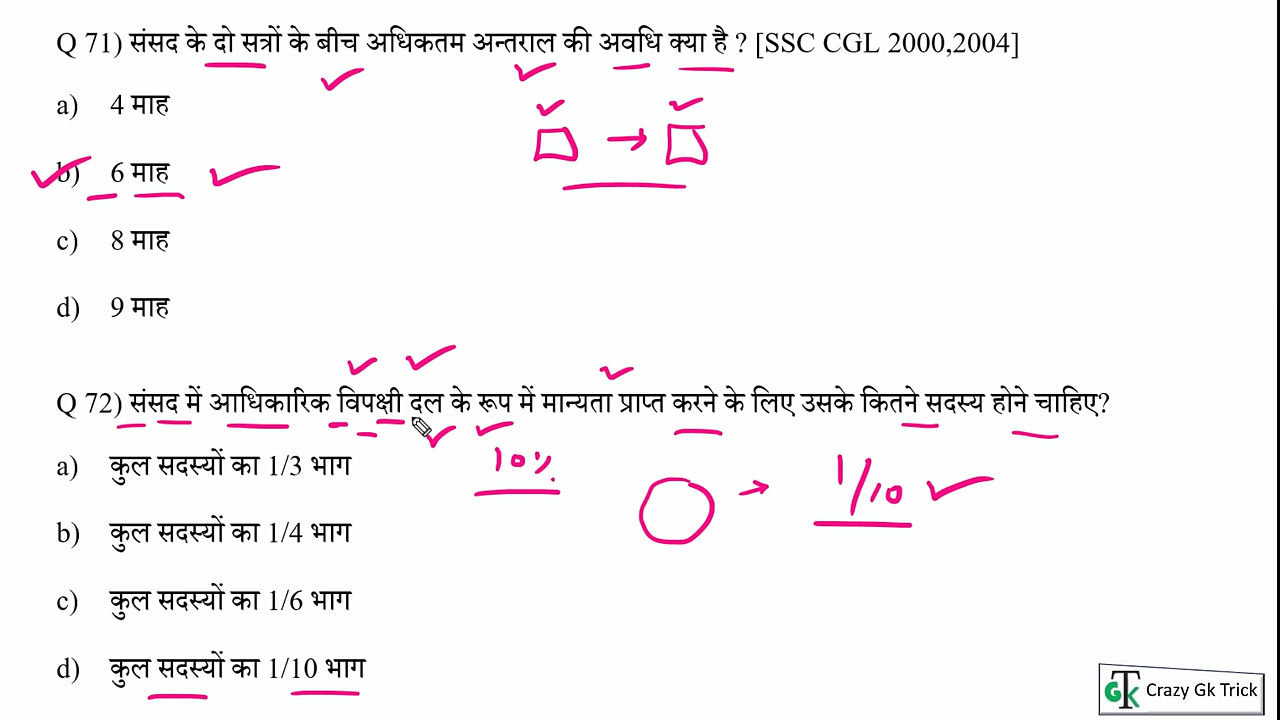 Q 71) संसद के दो सत्रों के बीच अधिकतम अन्तराल की अवधि क्या है ? [SSC CGL 2000,2004]
a) 4 माह
b) 6 माह
c) 8 माह
d) 9 माह
Q 72) संसद में आधिकारिक विपक्षी दल के रूप में मान्यता प्राप्त करने के लिए उसके कितने सदस्य होने चाहिए?
a) कुल सदस्यों का 1/3 भाग
10%
1/10
b) कुल सदस्यों का 1/4 भाग
c) कुल सदस्यों का 1/6 भाग
d) कुल सदस्यों का 1/10 भाग
GTK Crazy Gk Trick